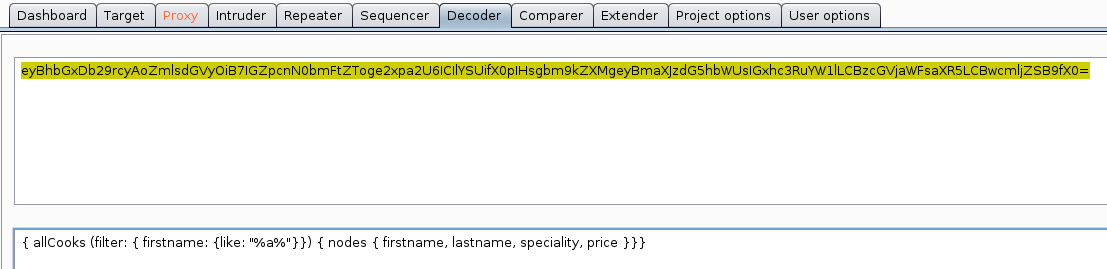 Dashboard Target Proxy Intruder Repeater Sequencer Decoder Comparer Extender Project options User options
eyBhbGxDb29rcyAoZmlsdGVyOiB7IGZpcnN0bmFtZToge2xpa2U6ICIlYSUifX0pIHsgbm9kZXMgeyBmaXJzdG5hbWUsIGxhc3RuYW1lLCBzcGVjaWFsaXR5LCBwcmljZSB9fX0=
{ allCooks (filter: { firstname: {like: "%a%"}}) { nodes { firstname, lastname, speciality, price }}}